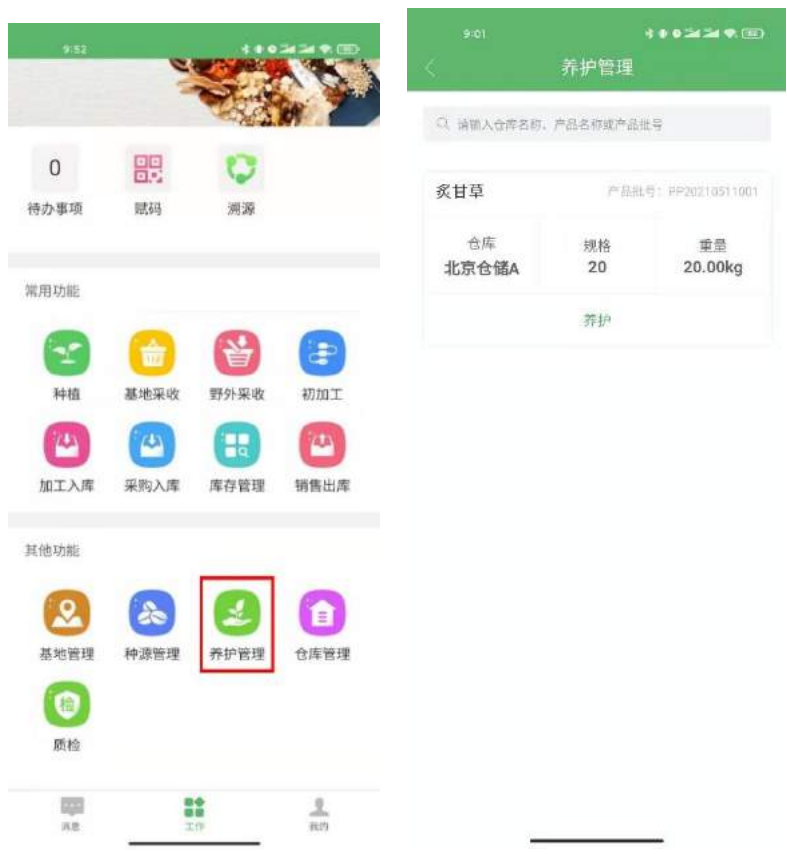 9:52
0
待办事项 赋码 溯源
常用功能
种植 基地采收 野外采收 初加工
加工入库 采购入库 库存管理 销售出库
其他功能
基地管理 种源管理 养护管理 仓库管理
检
质检
消息 工作 我的
9:01
养护管理
请输入仓库名称、产品名称或产品批号
炙甘草 产品批号：PP20210511001
仓库 规格 重量
北京仓储A 20 20.00kg
养护